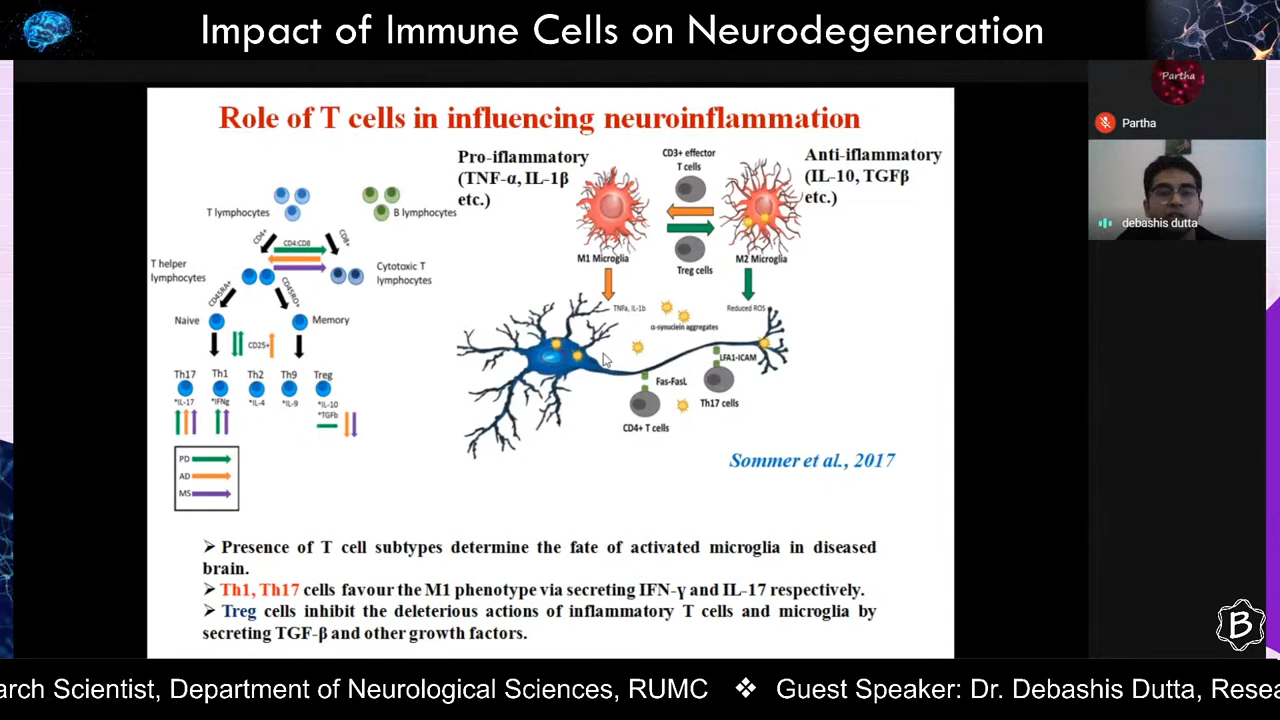 Impact of Immune Cells on Neurodegeneration
Partha
Partha
debashis dutta
Role of T cells in influencing neuroinflammation
T lymphocytes
B lymphocytes
CD4+
CD4:CD8
CD8+
T helper
lymphocytes
Cytotoxic T
lymphocytes
CD45RA+
CD45RO+
Naive
Memory
CD25+
Th17
Th1
Th2
Th9
Treg
*IL-17
*IFNg
*IL-4
*IL-9
*IL-10
*TGFb
PD
AD
MS
Pro-iflammatory
(TNF-α, IL-1β
etc.)
CD3+ effector
T cells
Anti-iflammatory
(IL-10, TGFβ
etc.)
M1 Microglia
Treg cells
M2 Microglia
TNFa, IL-1b
Reduced ROS
α-synuclein aggregates
LFA1-ICAM
Fas-FasL
Th17 cells
CD4+ T cells
Sommer et al., 2017
➢ Presence of T cell subtypes determine the fate of activated microglia in diseased
brain.
➢ Th1, Th17 cells favour the M1 phenotype via secreting IFN-γ and IL-17 respectively.
➢ Treg cells inhibit the deleterious actions of inflammatory T cells and microglia by
secreting TGF-β and other growth factors.
B
arch Scientist, Department of Neurological Sciences, RUMC ❖ Guest Speaker: Dr. Debashis Dutta, Resea